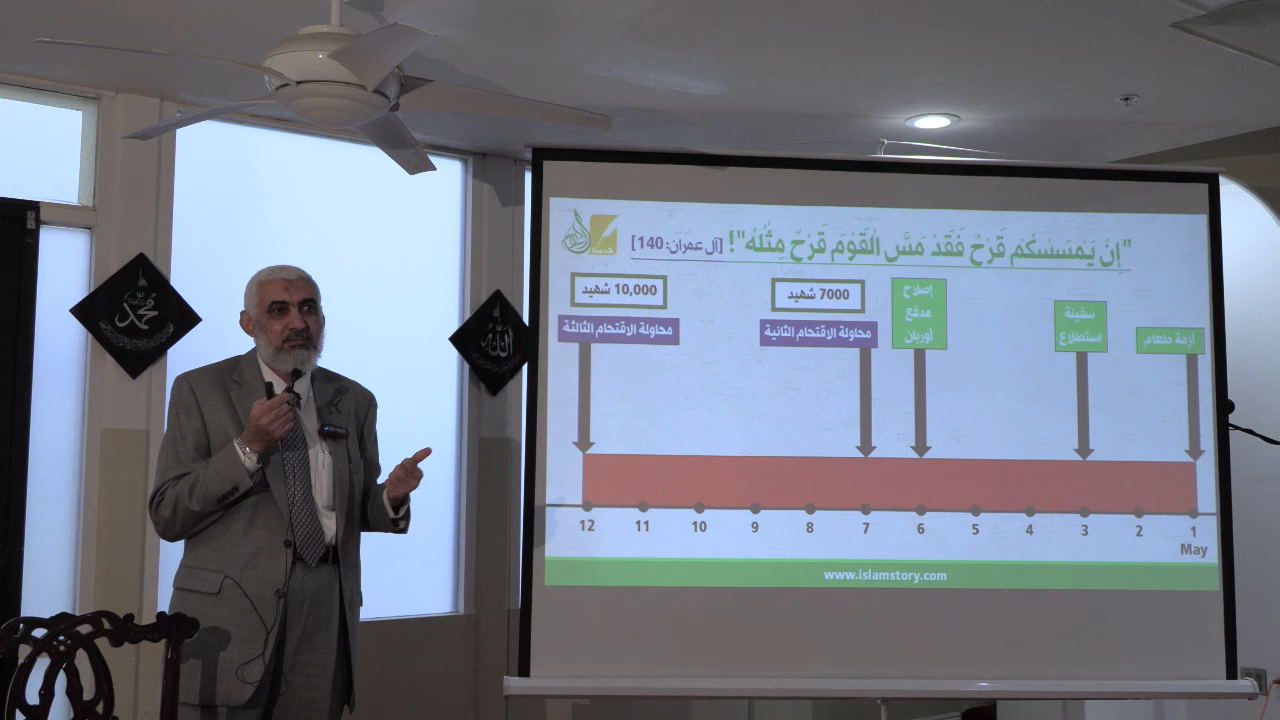 "إِنْ يَمْسَسْكُمْ قَرْحٌ فَقَدْ مَسَّ الْقَوْمَ قَرْحٌ مِثْلُهُ"! [آل عمران: 140]
أزمة طعام
سفينة
استطلاع
إصلاح
مدفع
أوربان
7000 شهيد
محاولة الاقتحام الثانية
10,000 شهيد
محاولة الاقتحام الثالثة
12 11 10 9 8 7 6 5 4 3 2 1
May
www.islamstory.com
محمد
الله